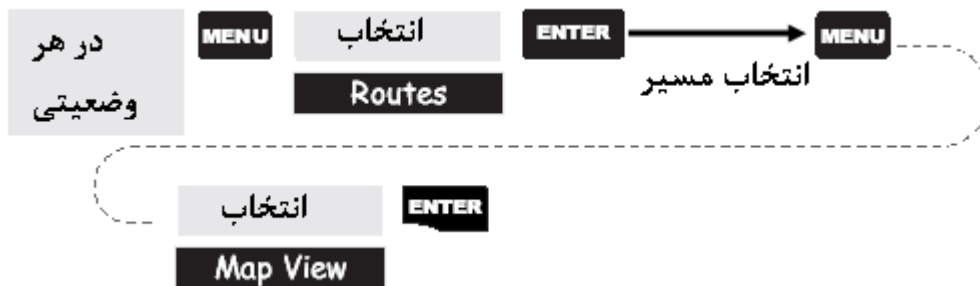 در هر
وضعیتی
MENU
انتخاب
Routes
ENTER
انتخاب مسیر
MENU
انتخاب
Map View
ENTER